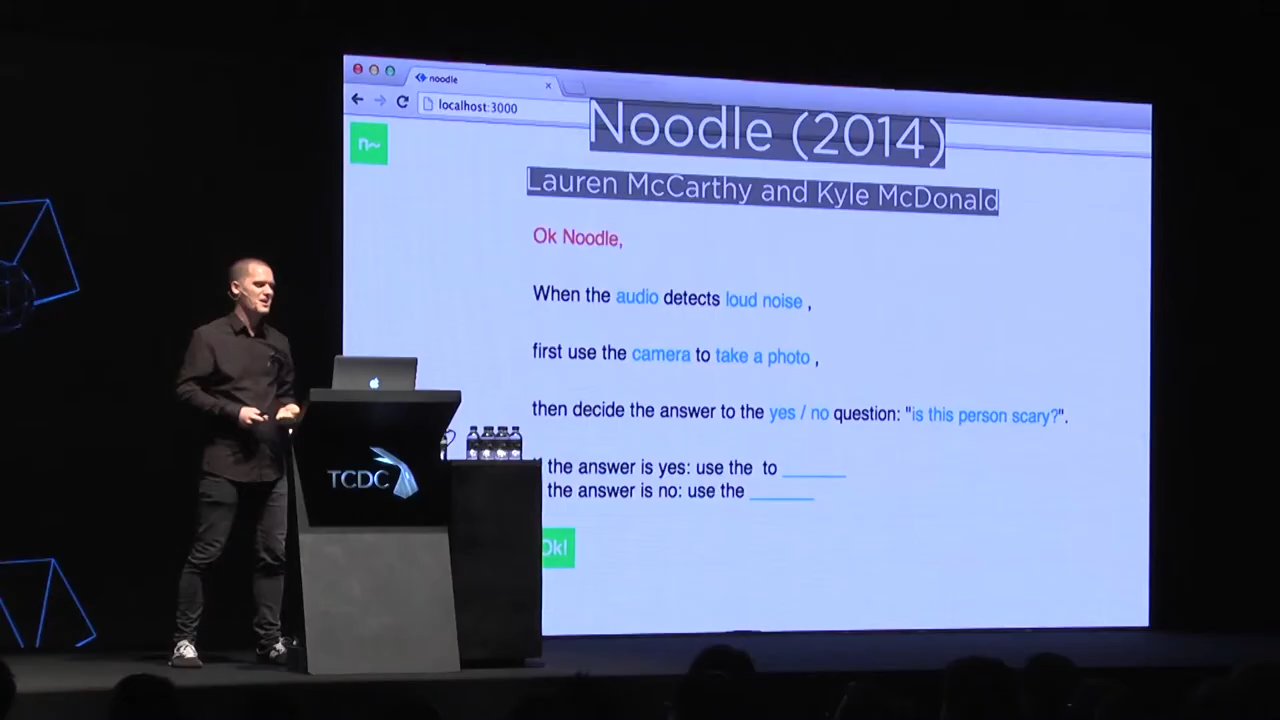 noodle
localhost:3000
n~
Noodle (2014)
Lauren McCarthy and Kyle McDonald
Ok Noodle,
When the audio detects loud noise ,
first use the camera to take a photo ,
then decide the answer to the yes / no question: "is this person scary?".
the answer is yes: use the to ______
the answer is no: use the ______
Ok!
TCDC